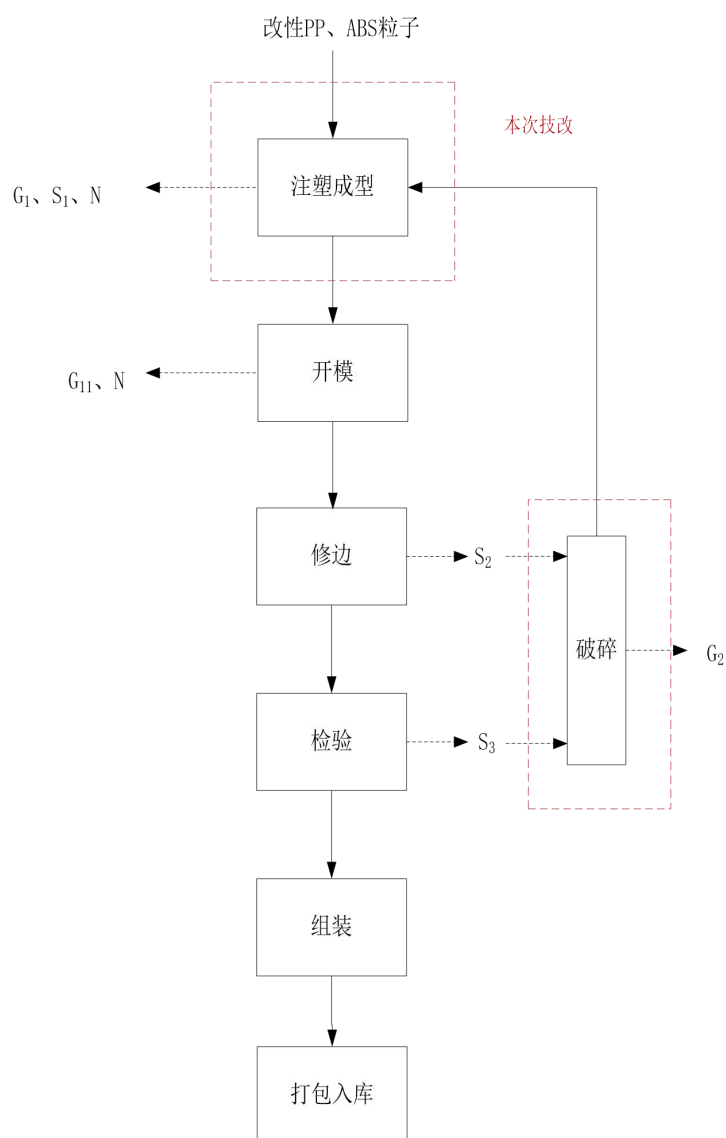 改性PP、ABS粒子
本次技改
注塑成型
G₁、S₁、N
开模
G₁₁、N
修边
S₂
破碎
G₂
检验
S₃
组装
打包入库